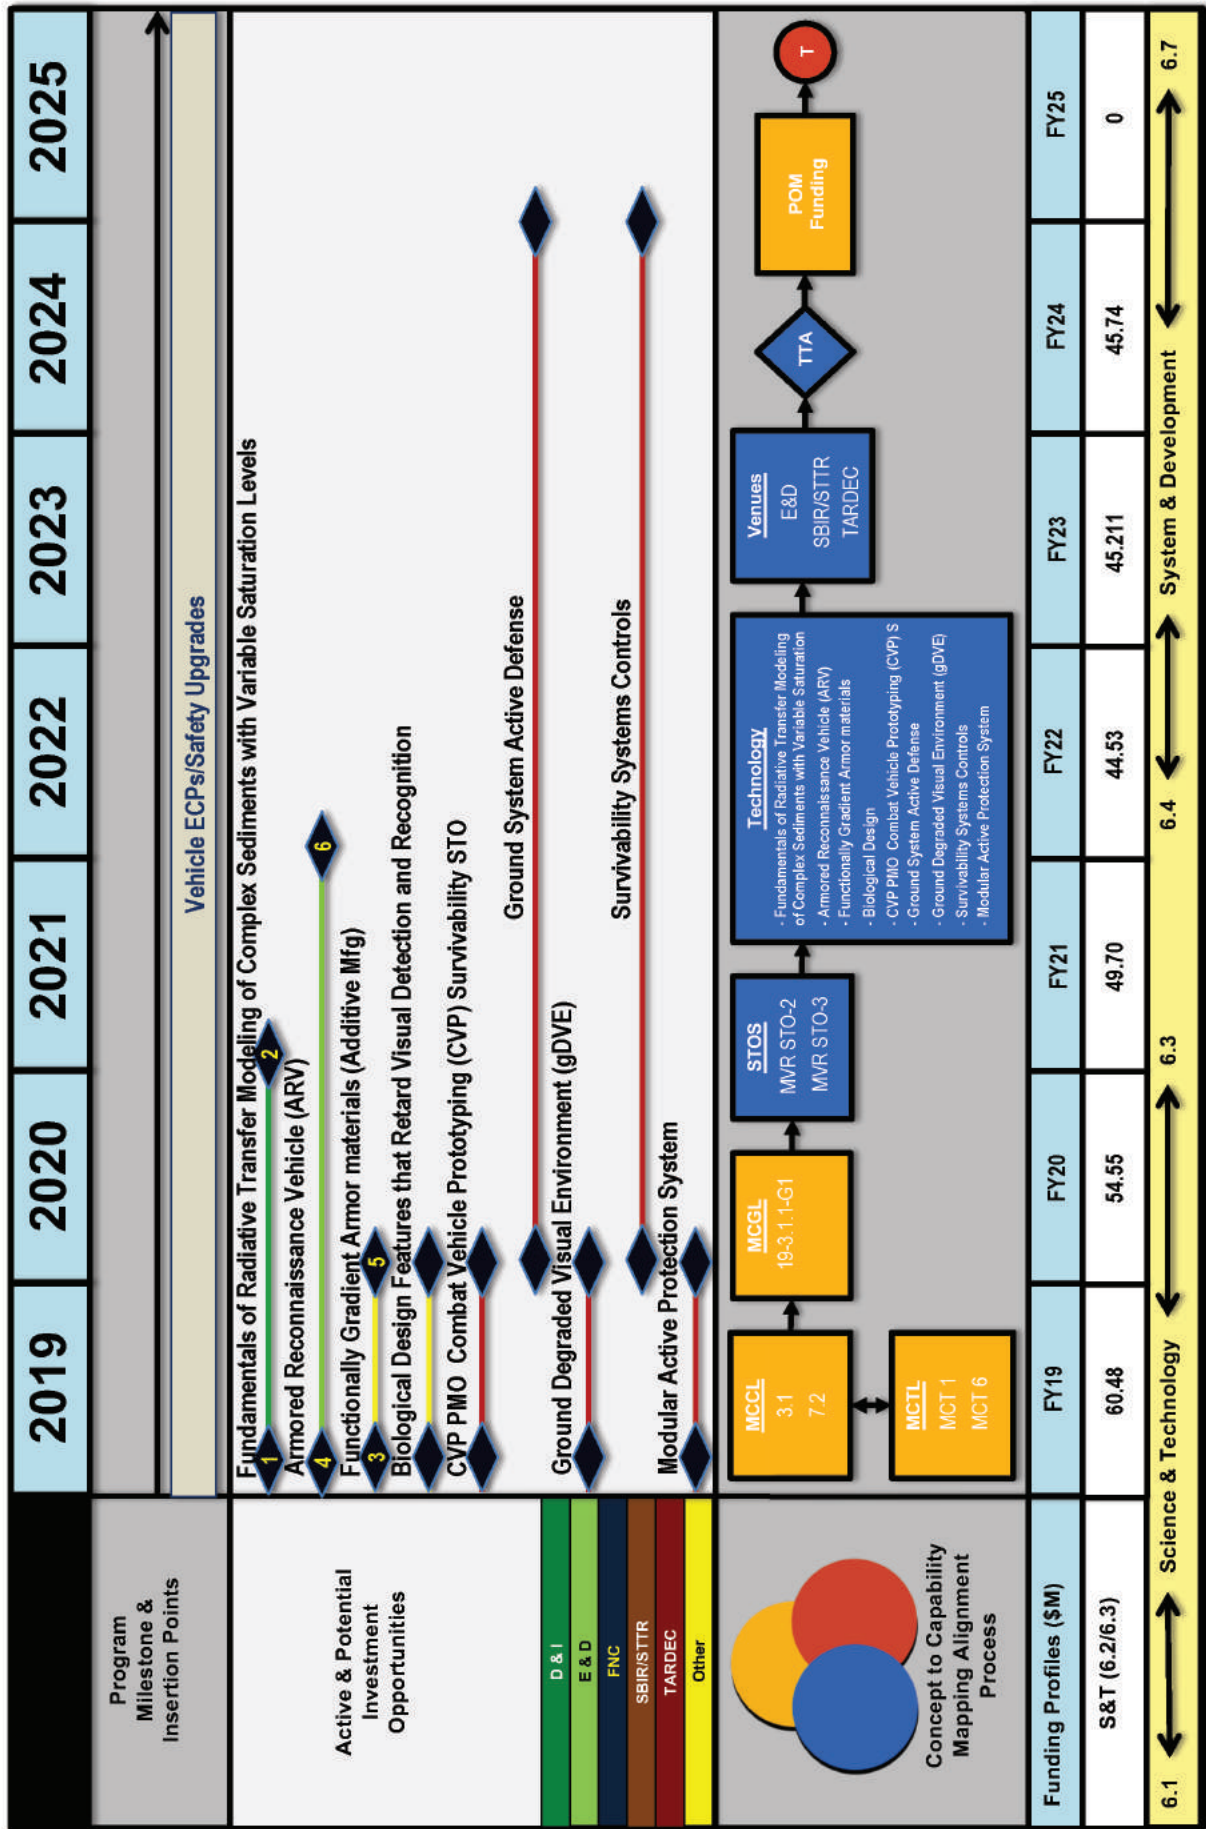 2019
2020
2021
2022
2023
2024
2025
Program
Milestone &
Insertion Points
Vehicle ECPs/Safety Upgrades
Active & Potential
Investment
Opportunities
D & I
E & D
FNC
SBIR/STTR
TARDEC
Other
Fundamentals of Radiative Transfer Modeling of Complex Sediments with Variable Saturation Levels
1
2
Armored Reconnaissance Vehicle (ARV)
4
6
Functionally Gradient Armor materials (Additive Mfg)
3
5
Biological Design Features that Retard Visual Detection and Recognition
CVP PMO Combat Vehicle Prototyping (CVP) Survivability STO
Ground System Active Defense
Ground Degraded Visual Environment (gDVE)
Survivability Systems Controls
Modular Active Protection System
Concept to Capability
Mapping Alignment
Process
MCCL
3.1
7.2
MCTL
MCT 1
MCT 6
MCGL
19-3.1.1-G1
STOS
MVR STO-2
MVR STO-3
Technology
- Fundamentals of Radiative Transfer Modeling
of Complex Sediments with Variable Saturation
- Armored Reconnaissance Vehicle (ARV)
- Functionally Gradient Armor materials
- Biological Design
- CVP PMO Combat Vehicle Prototyping (CVP) S
- Ground System Active Defense
- Ground Degraded Visual Environment (gDVE)
- Survivability Systems Controls
- Modular Active Protection System
Venues
E&D
SBIR/STTR
TARDEC
TTA
POM
Funding
T
Funding Profiles ($M)
FY19
FY20
FY21
FY22
FY23
FY24
FY25
S&T (6.2/6.3)
60.48
54.55
49.70
44.53
45.211
45.74
0
6.1
Science & Technology
6.3
6.4
System & Development
6.7